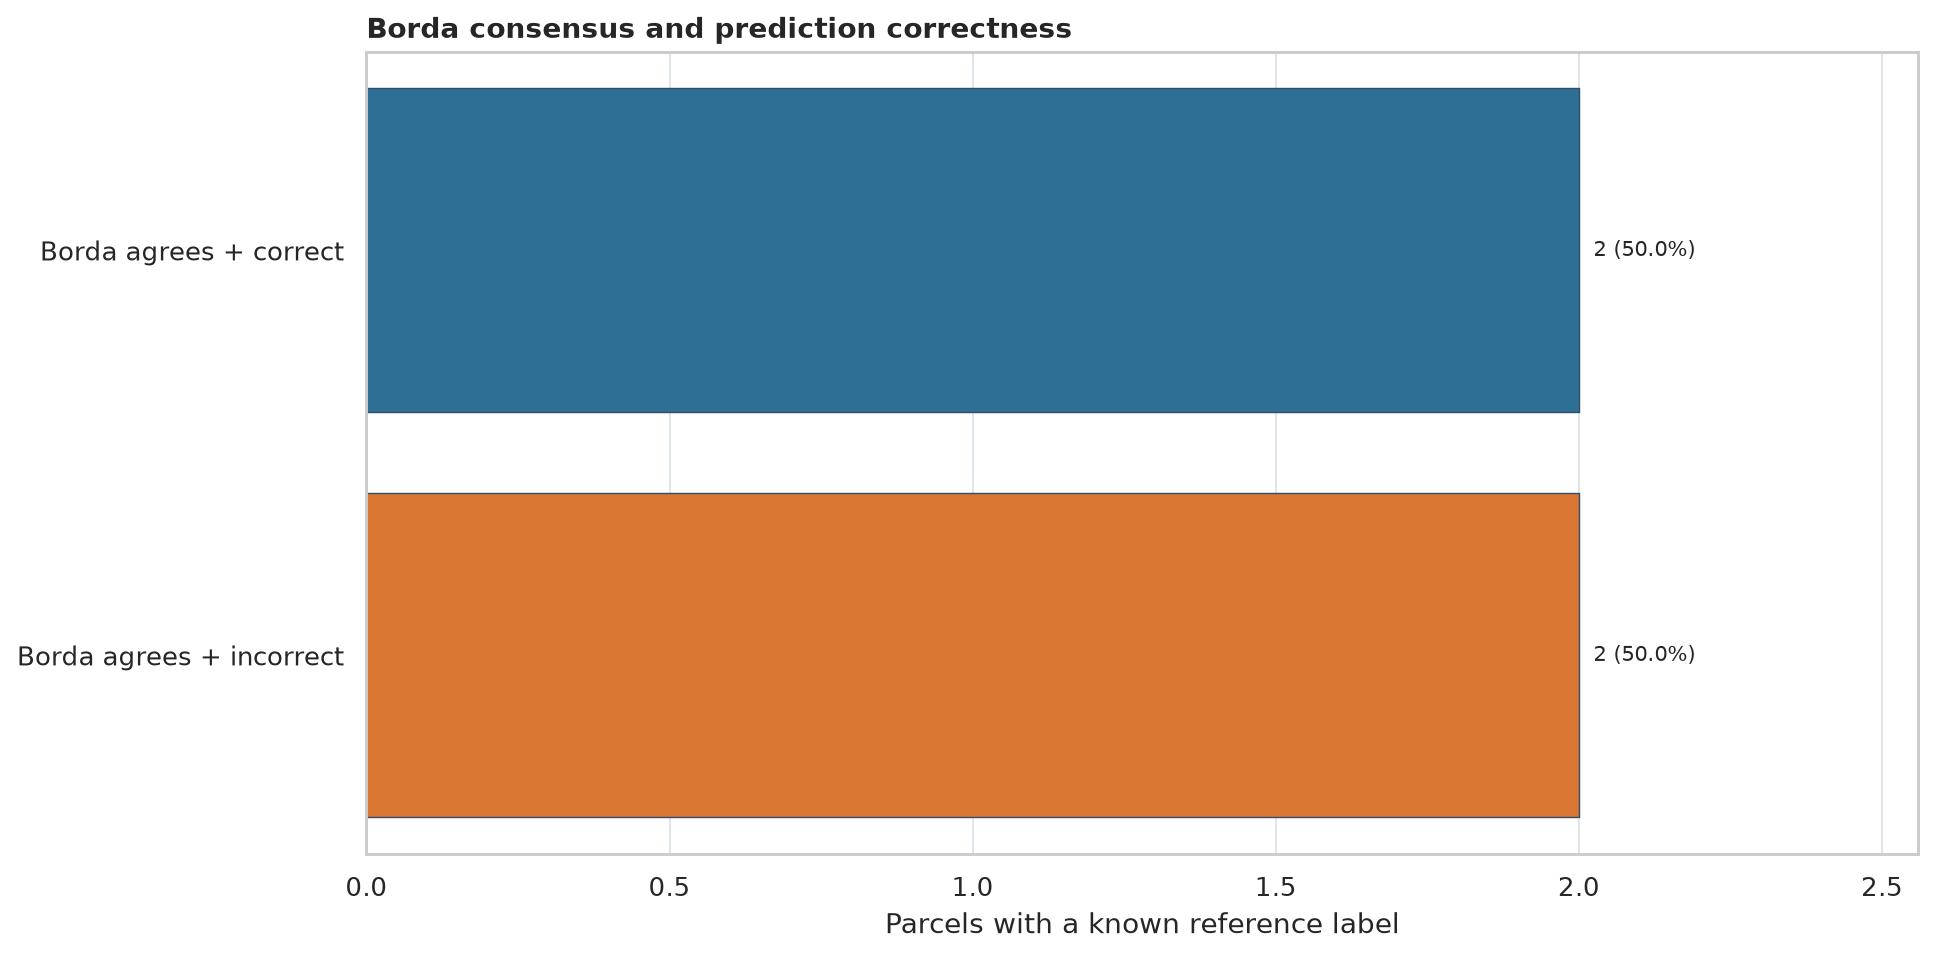 Borda consensus and prediction correctness
Borda agrees + correct
2 (50.0%)
Borda agrees + incorrect
2 (50.0%)
0.0 0.5 1.0 1.5 2.0 2.5
Parcels with a known reference label